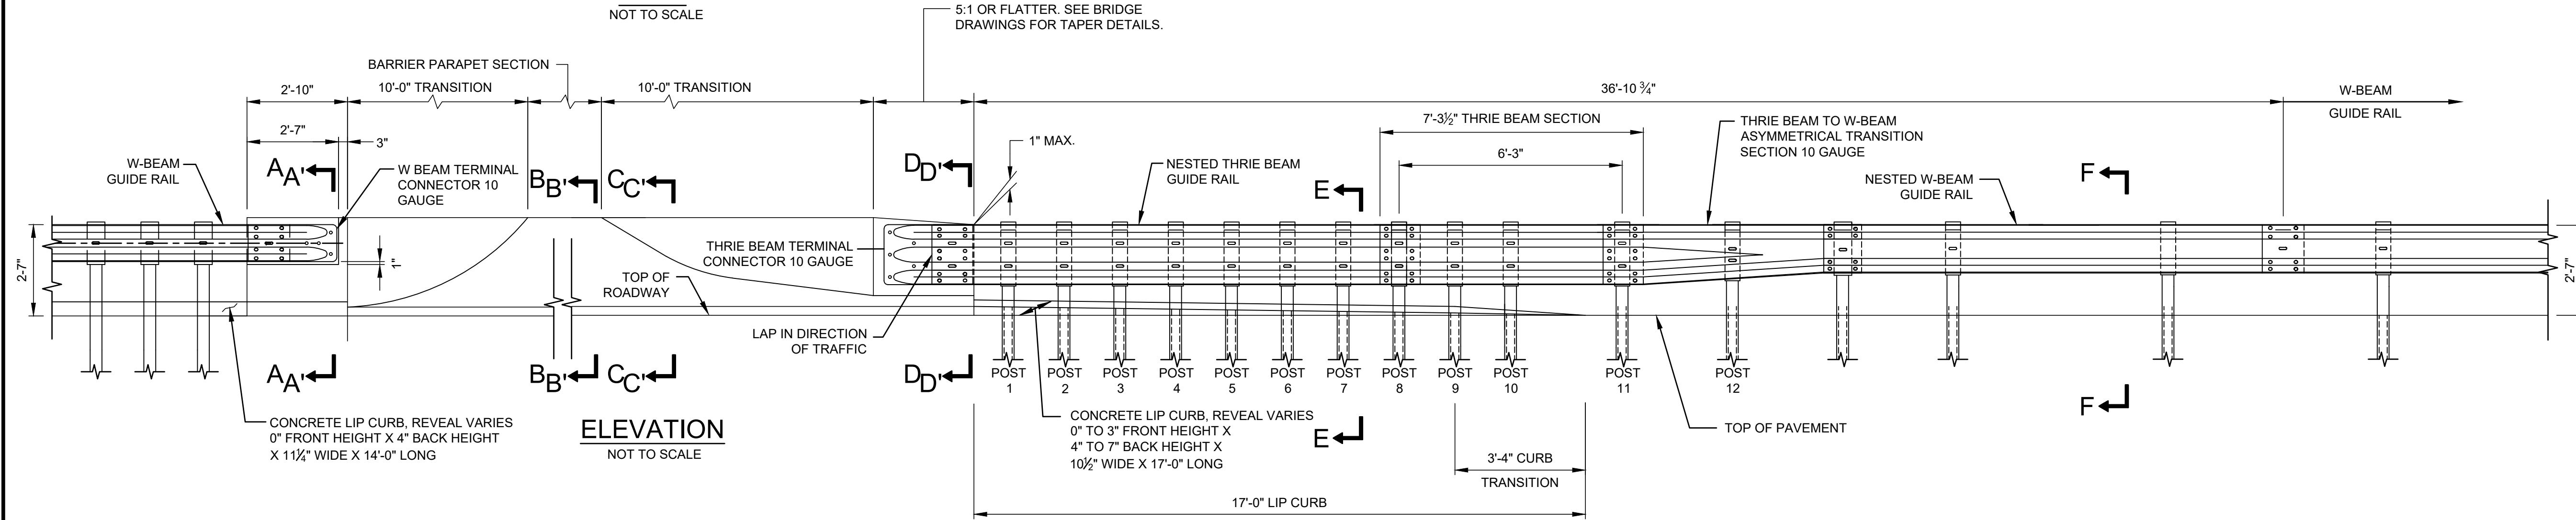 NOT TO SCALE
5:1 OR FLATTER. SEE BRIDGE
DRAWINGS FOR TAPER DETAILS.
BARRIER PARAPET SECTION
2'-10"
10'-0" TRANSITION
10'-0" TRANSITION
36'-10 ¾"
W-BEAM
GUIDE RAIL
2'-7"
3"
1" MAX.
7'-3½" THRIE BEAM SECTION
6'-3"
THRIE BEAM TO W-BEAM
ASYMMETRICAL TRANSITION
SECTION 10 GAUGE
W-BEAM
GUIDE RAIL
A A'
W BEAM TERMINAL
CONNECTOR 10
GAUGE
B B'
C C'
D D'
NESTED THRIE BEAM
GUIDE RAIL
E
NESTED W-BEAM
GUIDE RAIL
F
2'-7"
1"
THRIE BEAM TERMINAL
CONNECTOR 10 GAUGE
TOP OF
ROADWAY
2'-7"
LAP IN DIRECTION
OF TRAFFIC
A A'
B B'
C C'
D D'
POST
1
POST
2
POST
3
POST
4
POST
5
POST
6
POST
7
POST
8
POST
9
POST
10
POST
11
POST
12
F
CONCRETE LIP CURB, REVEAL VARIES
0" FRONT HEIGHT X 4" BACK HEIGHT
X 11¼" WIDE X 14'-0" LONG
ELEVATION
NOT TO SCALE
CONCRETE LIP CURB, REVEAL VARIES
0" TO 3" FRONT HEIGHT X
4" TO 7" BACK HEIGHT X
10½" WIDE X 17'-0" LONG
E
TOP OF PAVEMENT
3'-4" CURB
TRANSITION
17'-0" LIP CURB